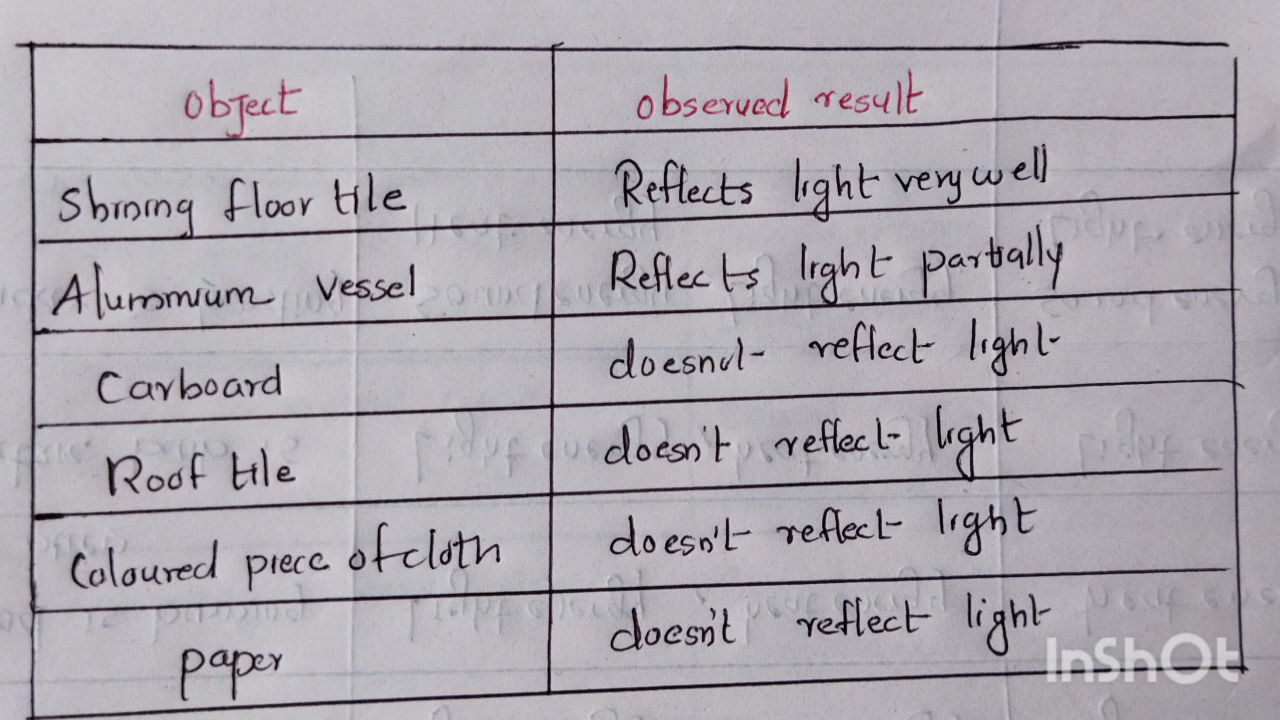 Object
observed result
Shining floor tile
Reflects light very well
Aluminium vessel
Reflects light partially
Carboard
doesn't reflect light
Roof tile
doesn't reflect light
Coloured piece of cloth
doesn't reflect light
paper
doesn't reflect light
InShOt